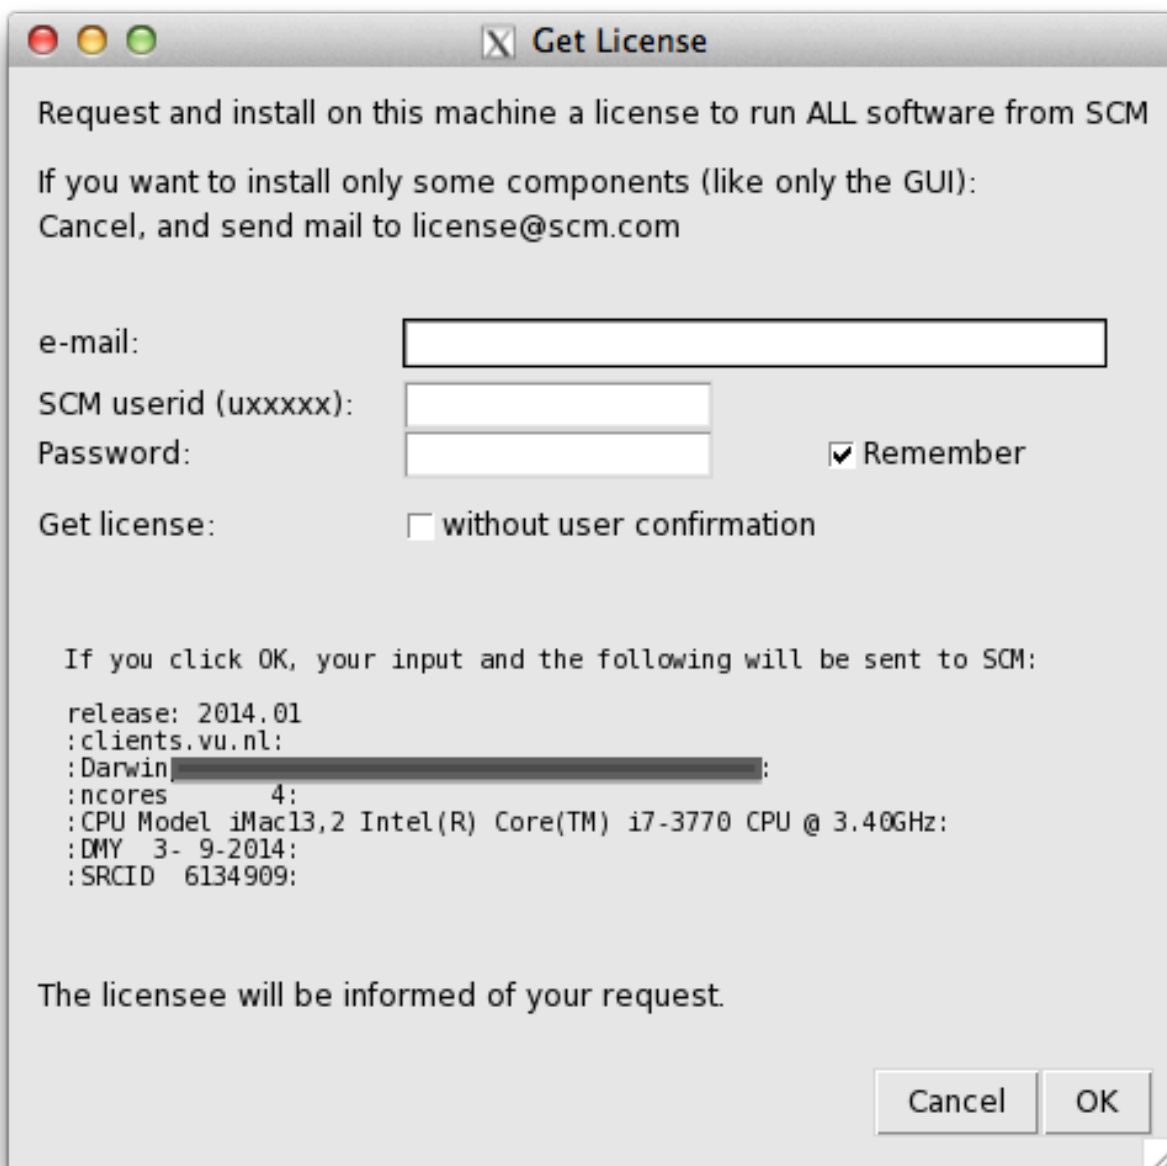 Get License
Request and install on this machine a license to run ALL software from SCM
If you want to install only some components (like only the GUI):
Cancel, and send mail to license@scm.com
e-mail:
SCM userid (uxxxxx):
Password:
Remember
Get license:
without user confirmation
If you click OK, your input and the following will be sent to SCM:
release: 2014.01
:clients.vu.nl:
:Darwin :
:ncores 4:
:CPU Model iMac13,2 Intel(R) Core(TM) i7-3770 CPU @ 3.40GHz:
:DMY 3- 9-2014:
:SRCID 6134909:
The licensee will be informed of your request.
Cancel
OK